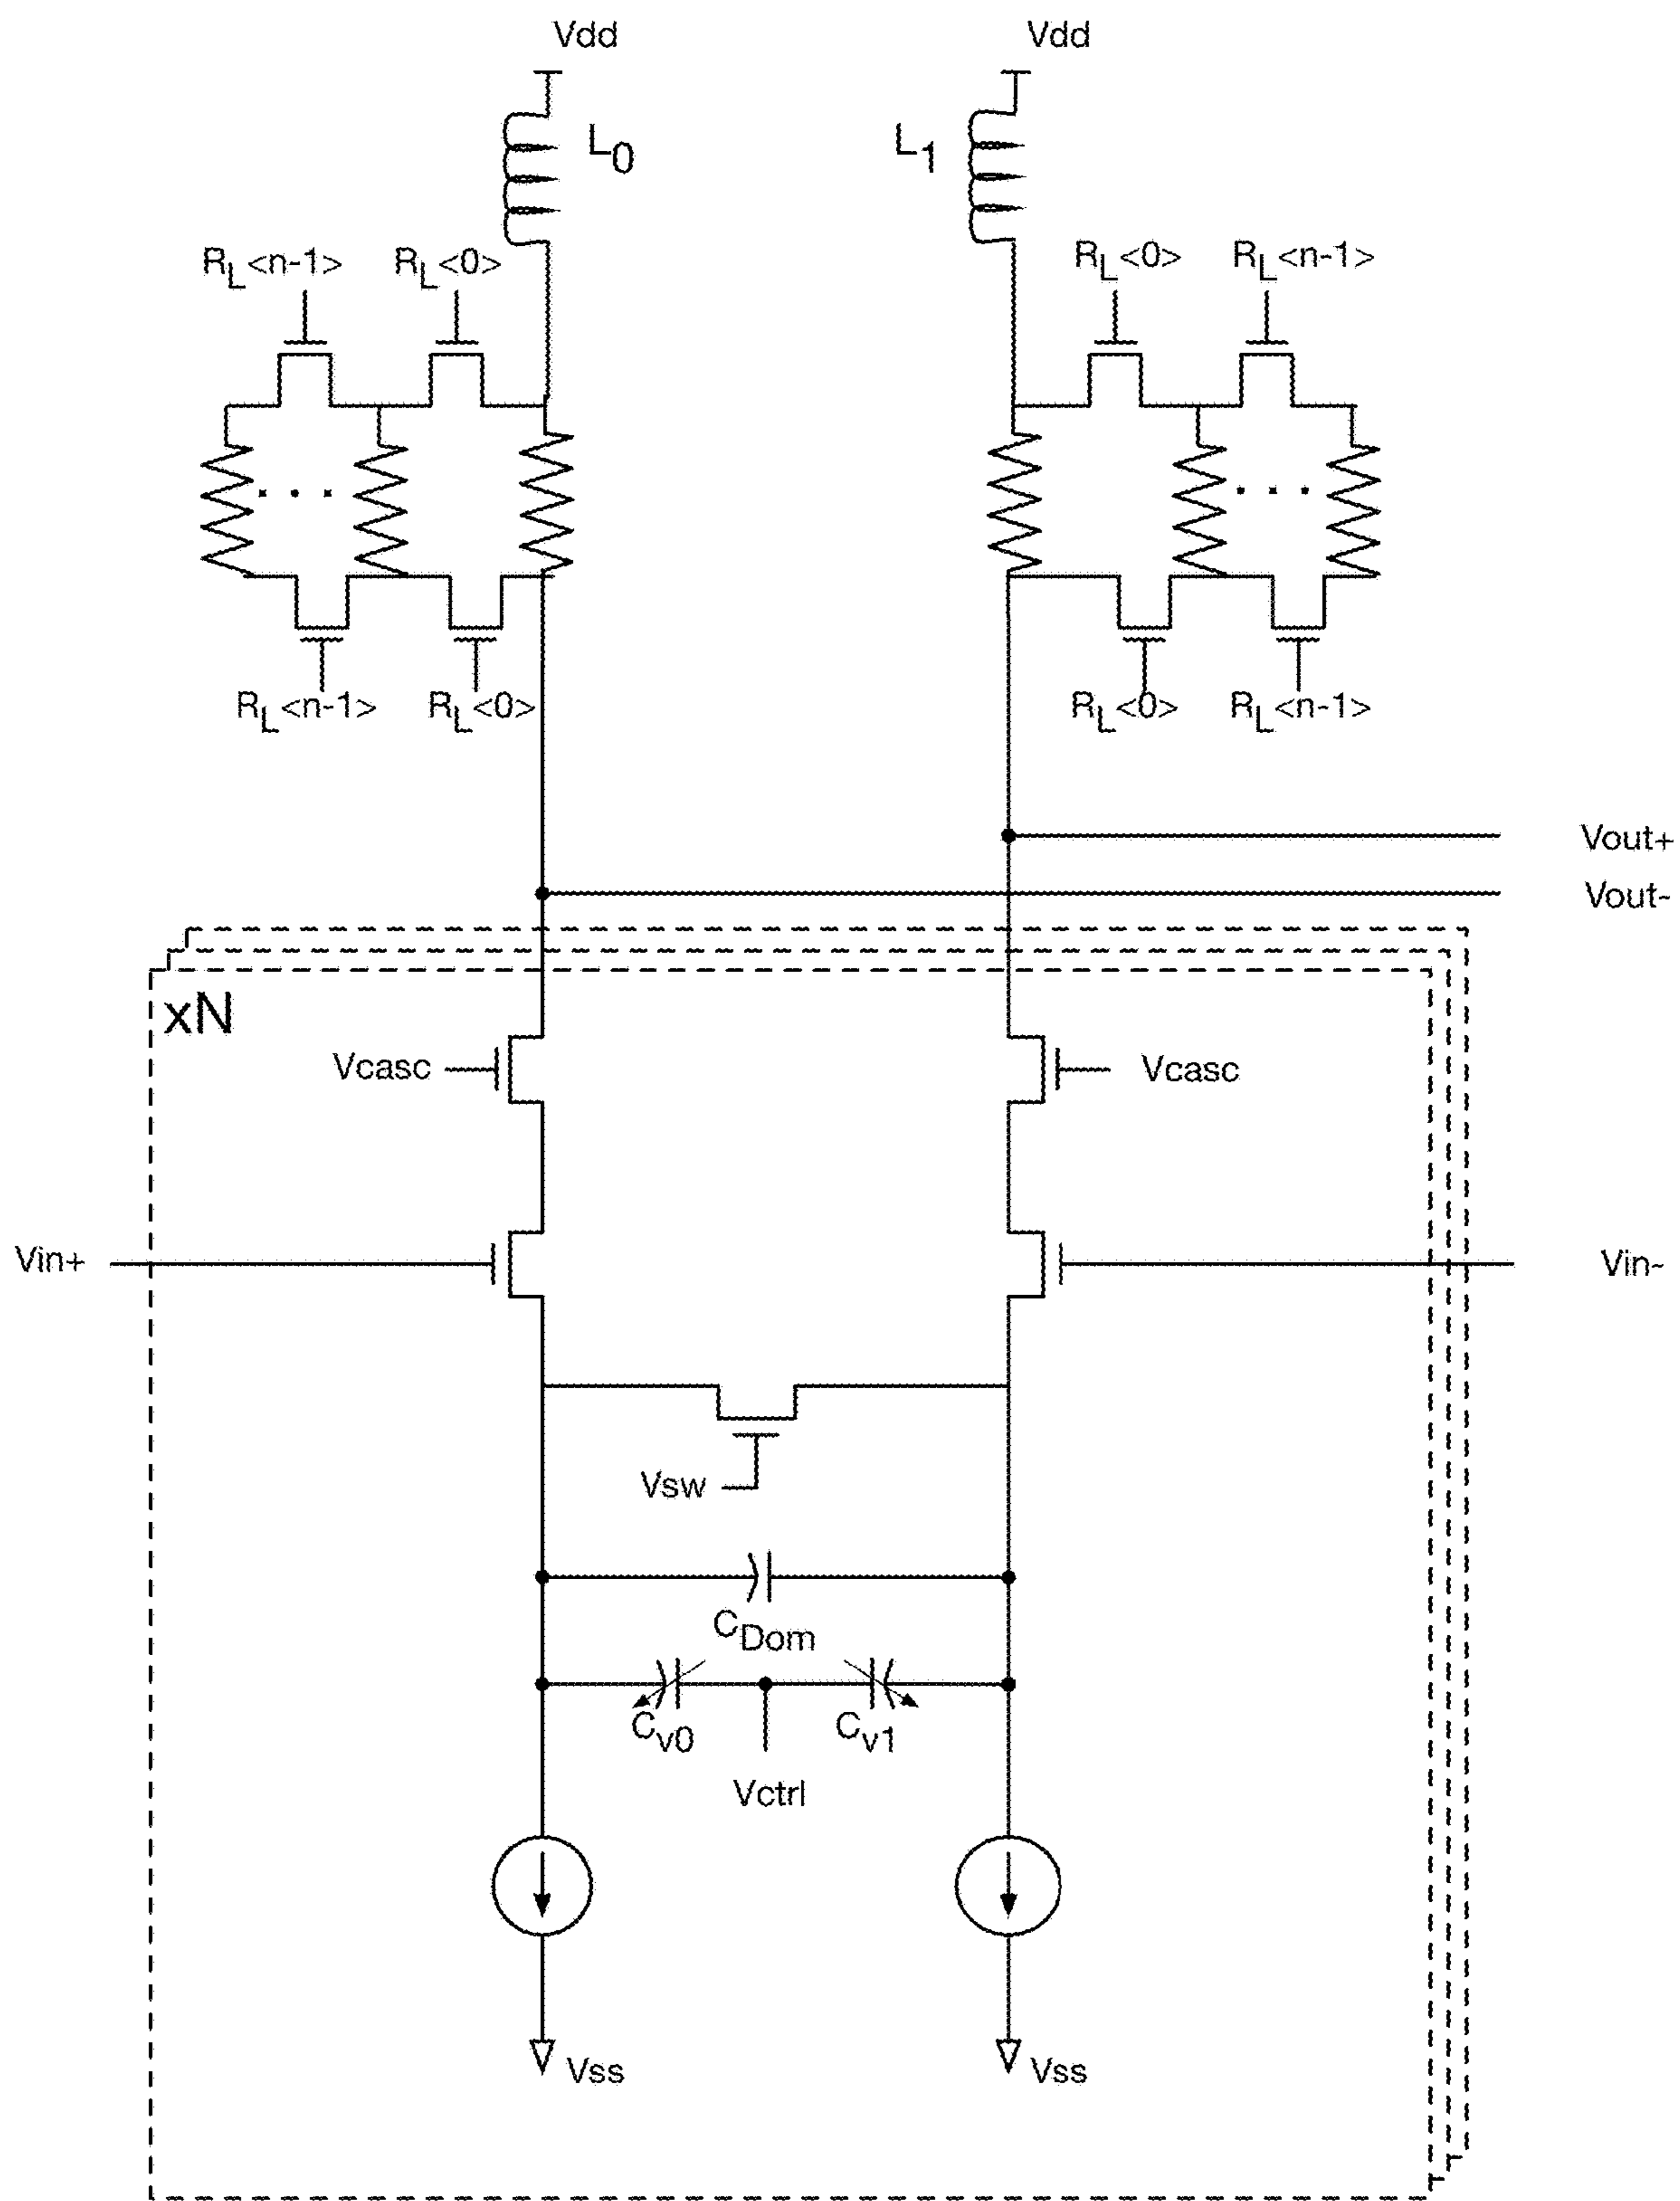 Vdd Vdd
L0 L1
RL<n-1> RL<0> RL<0> RL<n-1>
RL<n-1> RL<0> RL<0> RL<n-1>
Vout+
Vout-
xN
Vcasc Vcasc
Vin+ Vin-
Vsw
CDom
Cv0 Cv1
Vctrl
Vss Vss